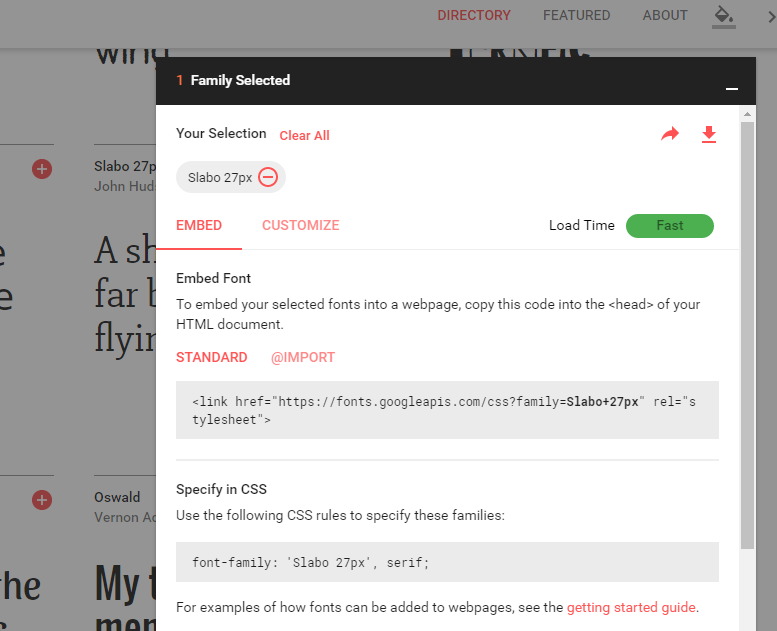 DIRECTORY FEATURED ABOUT
1 Family Selected
Your Selection Clear All
Slabo 27px
EMBED CUSTOMIZE Load Time Fast
Embed Font
To embed your selected fonts into a webpage, copy this code into the <head> of your
HTML document.
STANDARD @IMPORT
<link href="https://fonts.googleapis.com/css?family=Slabo+27px" rel="s
tylesheet">
Specify in CSS
Use the following CSS rules to specify these families:
font-family: 'Slabo 27px', serif;
For examples of how fonts can be added to webpages, see the getting started guide.
Slabo 27p
John Hud
A sh
far b
flyin
Oswald
Vernon Ad
he
My t